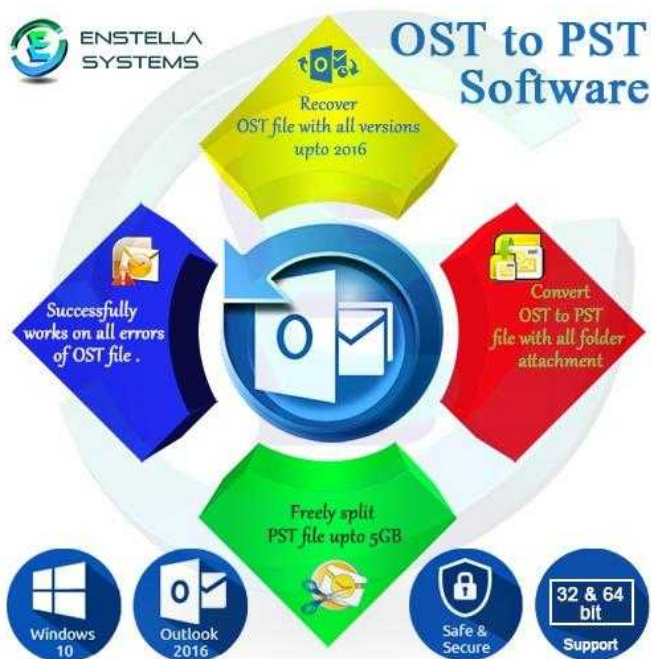 ENSTELLA
SYSTEMS
OST to PST
Software
Recover
OST file with all versions
upto 2016
Successfully
works on all errors
of OST file .
Convert
OST to PST
file with all folder
attachment
Freely split
PST file upto 5GB
Windows
10
Outlook
2016
Safe &
Secure
32 & 64
bit
Support